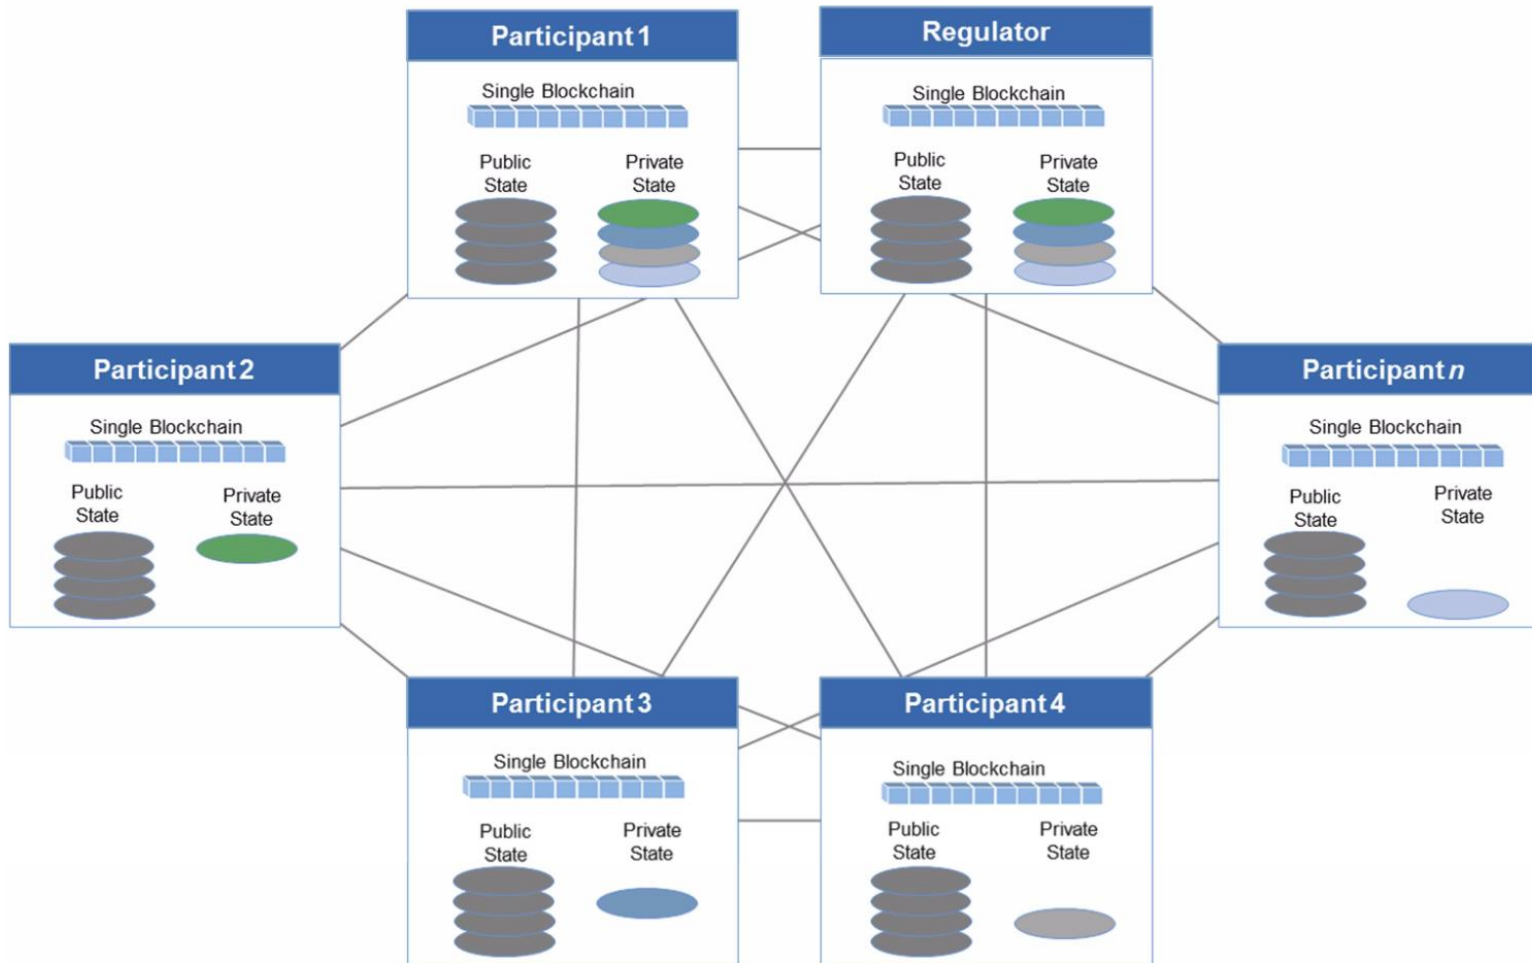 Participant 1
Single Blockchain
Public
State
Private
State
Regulator
Single Blockchain
Public
State
Private
State
Participant 2
Single Blockchain
Public
State
Private
State
Participant n
Single Blockchain
Public
State
Private
State
Participant 3
Single Blockchain
Public
State
Private
State
Participant 4
Single Blockchain
Public
State
Private
State